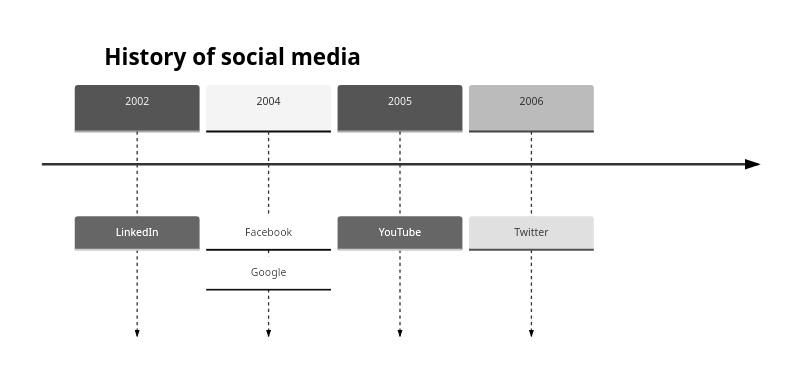 History of social media
2002
2004
2005
2006
LinkedIn
Facebook
YouTube
Twitter
Google